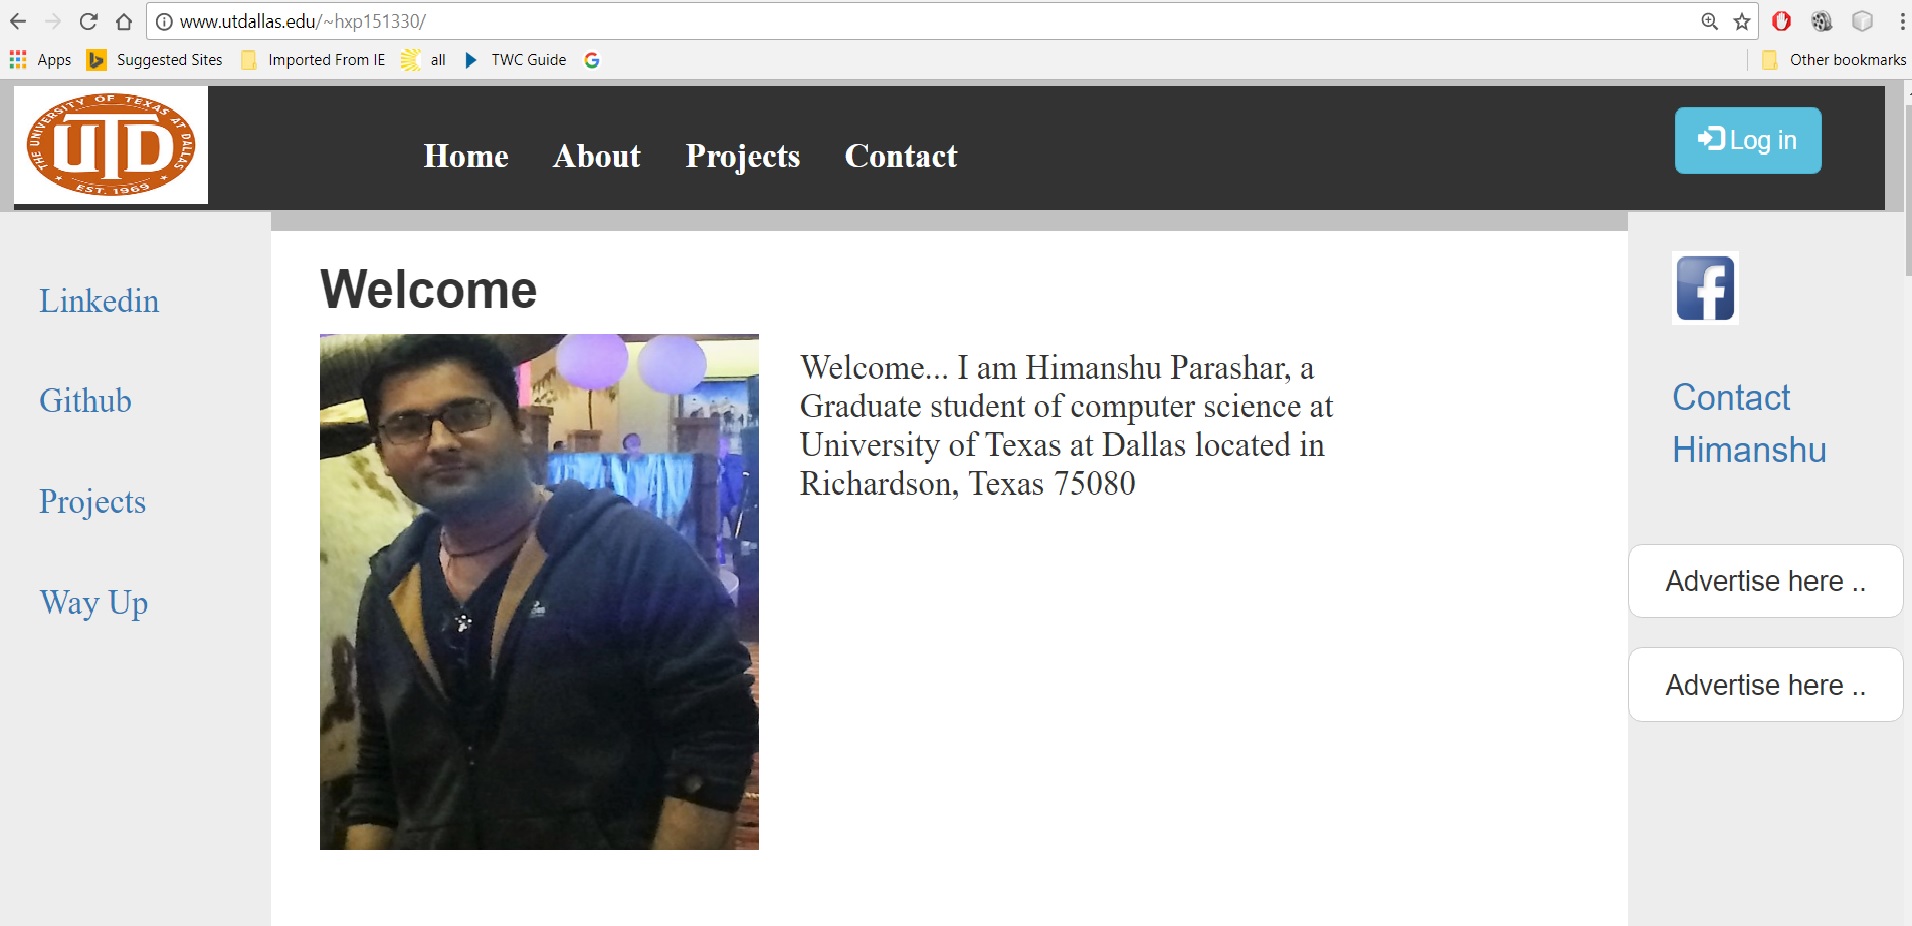 www.utdallas.edu/~hxp151330/
Apps Suggested Sites Imported From IE all TWC Guide Other bookmarks
THE UNIVERSITY OF TEXAS AT DALLAS
UTD
EST. 1969
Home About Projects Contact
Log in
Linkedin
Github
Projects
Way Up
Welcome
Welcome... I am Himanshu Parashar, a
Graduate student of computer science at
University of Texas at Dallas located in
Richardson, Texas 75080
f
Contact
Himanshu
Advertise here ..
Advertise here ..